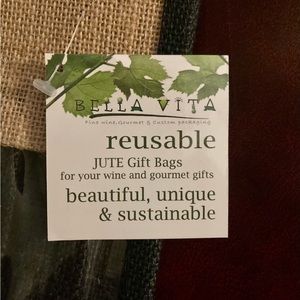 BELLA VITA
Fine wine, Gourmet & Custom packaging
reusable
JUTE Gift Bags
for your wine and gourmet gifts
beautiful, unique
& sustainable